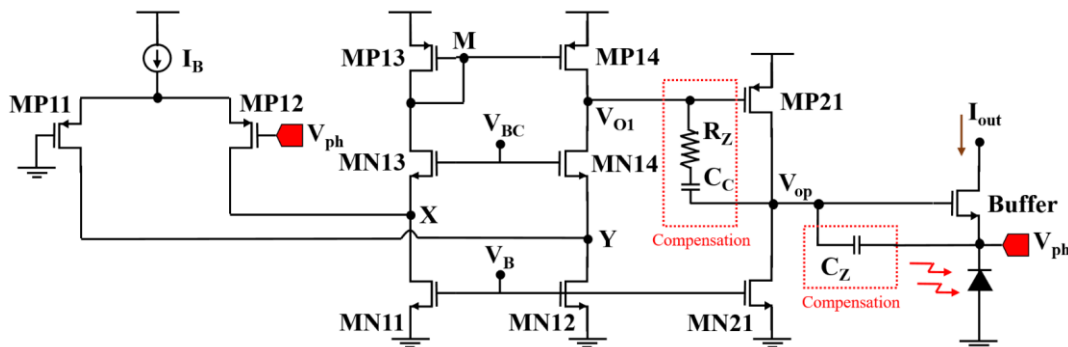 I_B
MP11
MP12
V_ph
MP13
M
MP14
V_BC
MN13
MN14
V_O1
X
Y
V_B
MN11
MN12
MN21
MP21
R_Z
C_C
Compensation
V_op
C_Z
Compensation
I_out
Buffer
V_ph